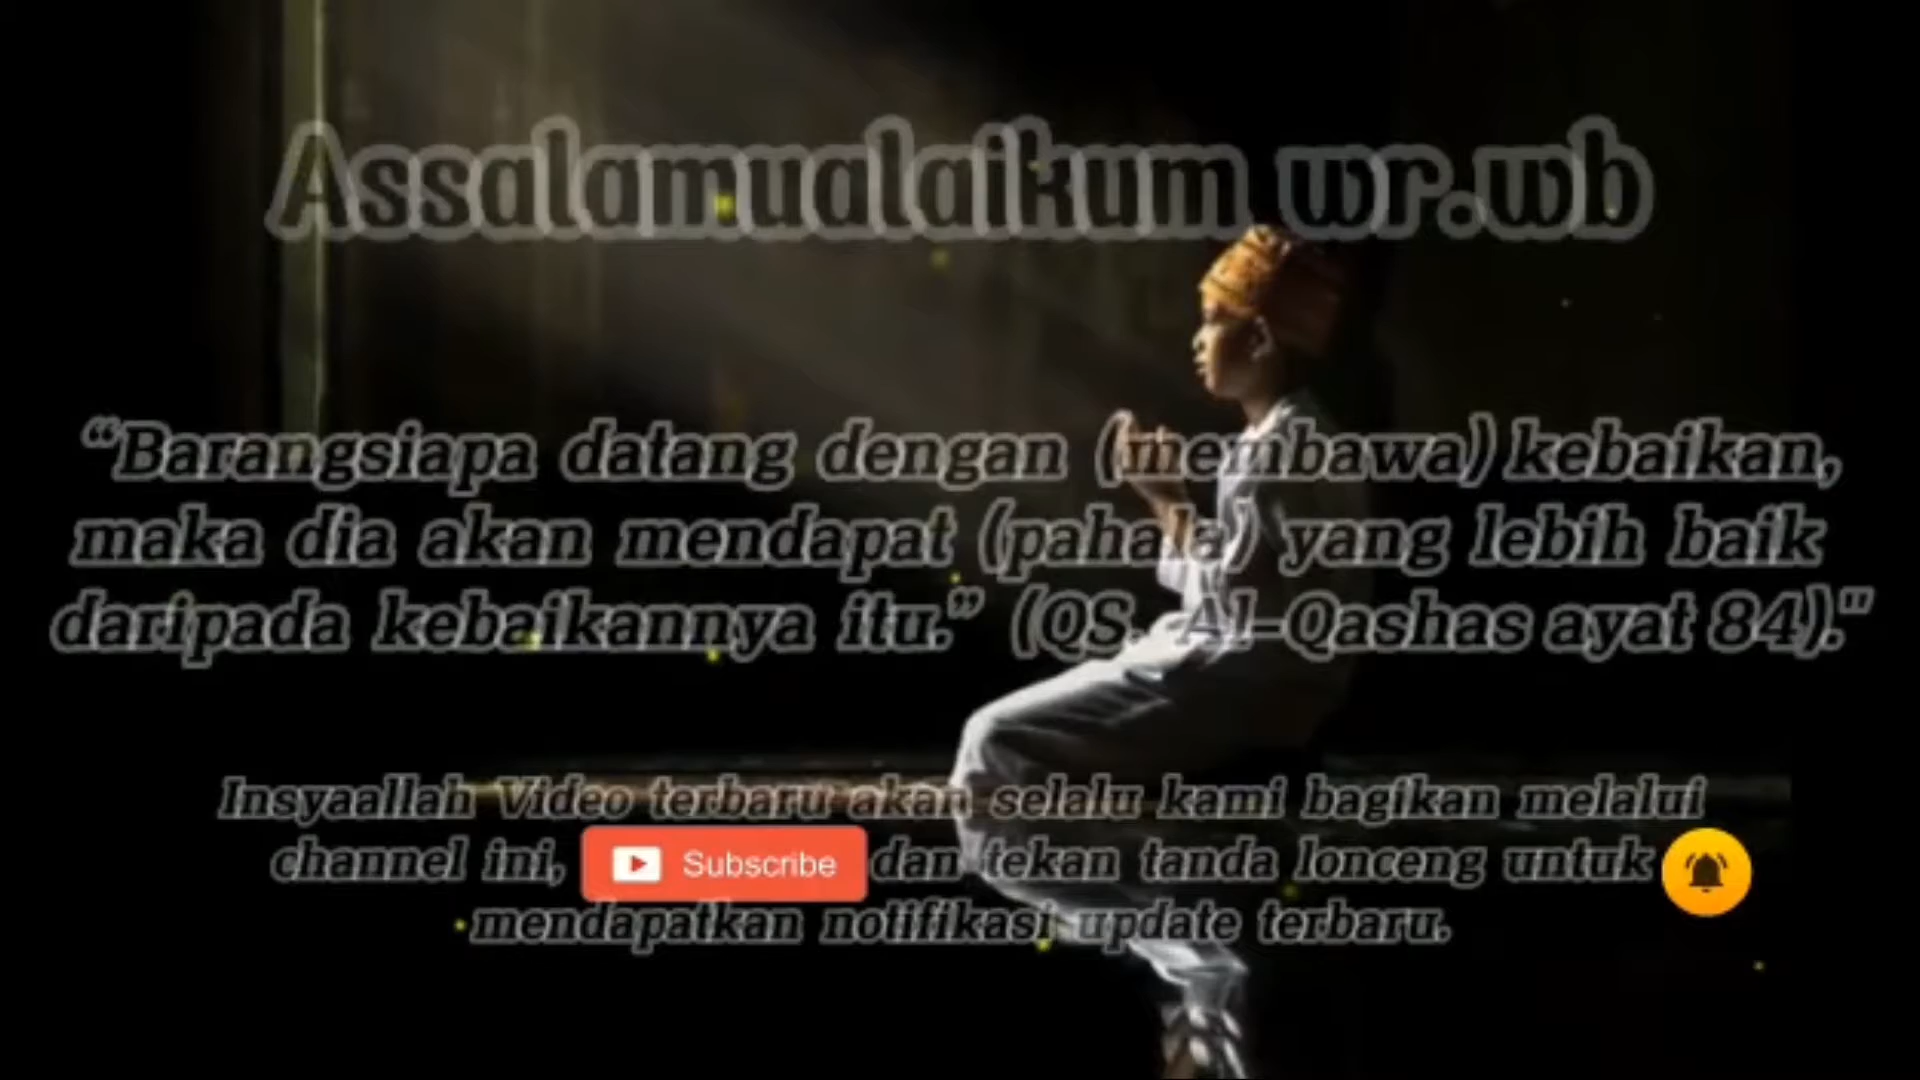 Assalamualaikum wr.wb
“Barangsiapa datang dengan (membawa) kebaikan,
maka dia akan mendapat (pahala) yang lebih baik
daripada kebaikannya itu.” (QS. Al-Qashas ayat 84)."
Insyaallah Video terbaru akan selalu kami bagikan melalui
channel ini, Subscribe dan tekan tanda lonceng untuk
mendapatkan notifikasi update terbaru.